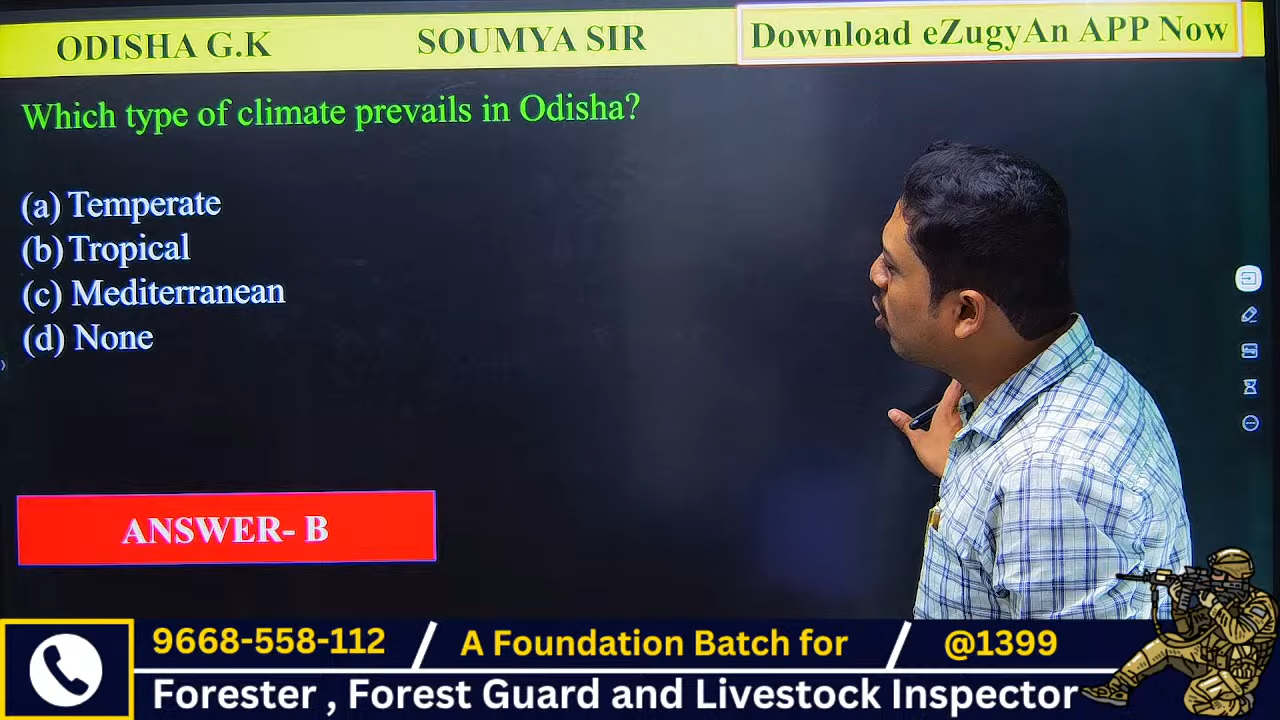 ODISHA G.K SOUMYA SIR Download eZugyAn APP Now
Which type of climate prevails in Odisha?
(a) Temperate
(b) Tropical
(c) Mediterranean
(d) None
ANSWER- B
9668-558-112 / A Foundation Batch for / @1399
Forester , Forest Guard and Livestock Inspector